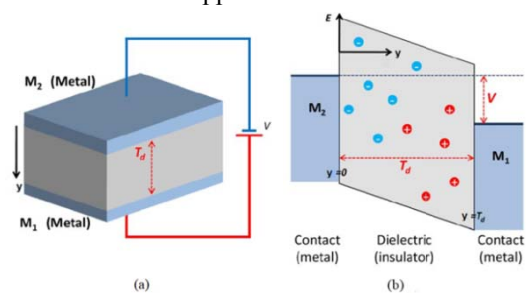 M₂ (Metal)
T_d
V
y
M₁ (Metal)
(a)
E
y
M₂
V
M₁
T_d
y =0
y =T_d
Contact
(metal)
Dielectric
(insulator)
Contact
(metal)
(b)